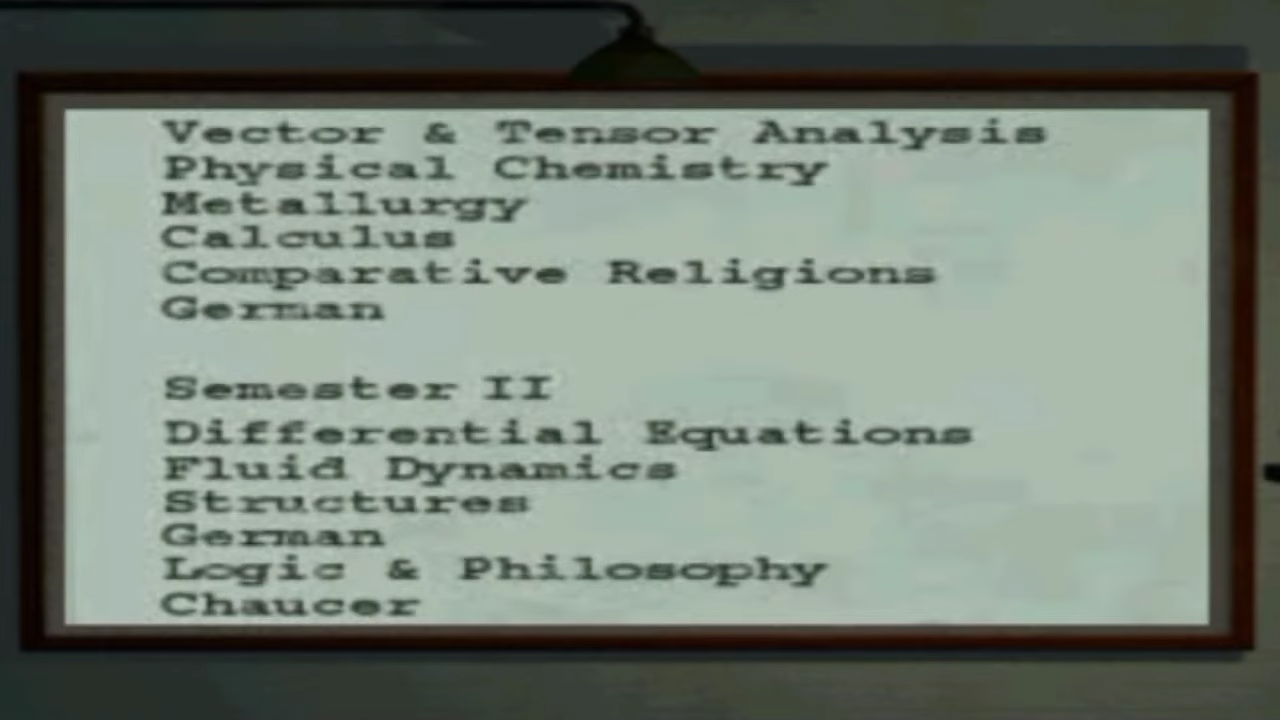 Vector & Tensor Analysis
Physical Chemistry
Metallurgy
Calculus
Comparative Religions
German
Semester II
Differential Equations
Fluid Dynamics
Structures
German
Logic & Philosophy
Chaucer